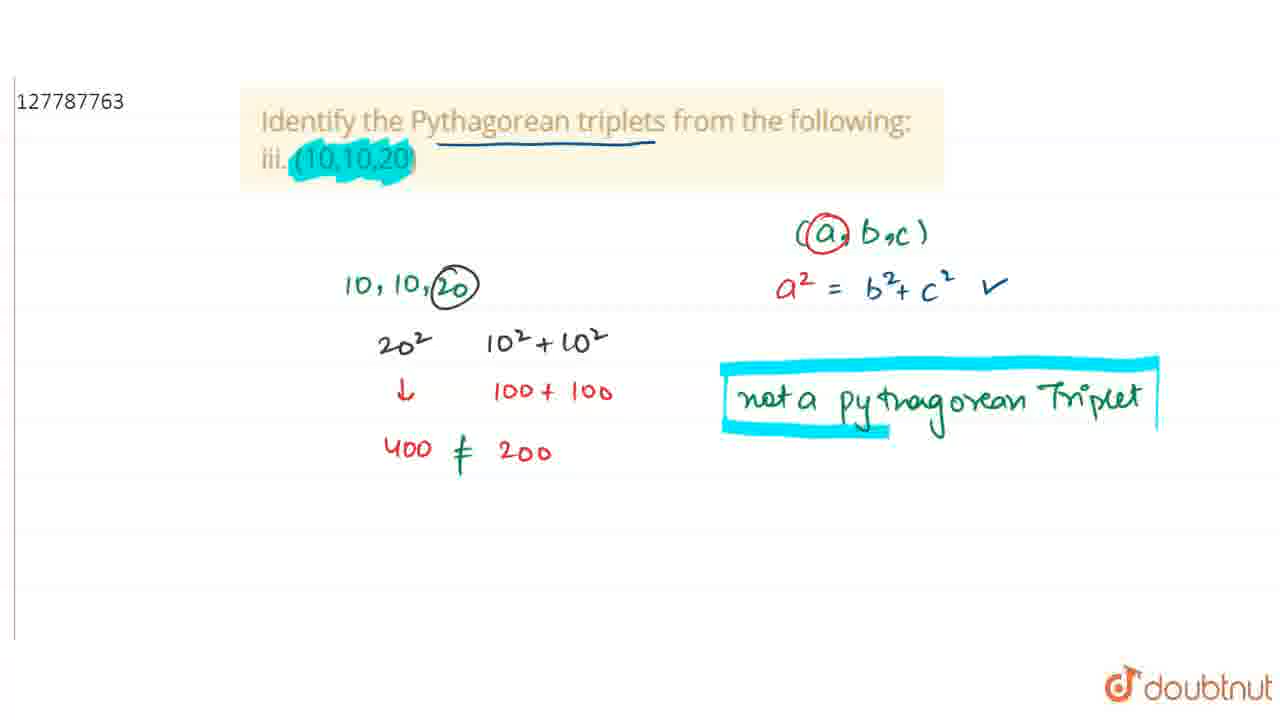 127787763
Identify the Pythagorean triplets from the following:
iii. (10,10,20)
(a, b,c)
a² = b²+ c² ✓
10, 10, 20
20² 10² + 10²
↓ 100 + 100
400 ≠ 200
not a pythagorean Triplet
doubtnut